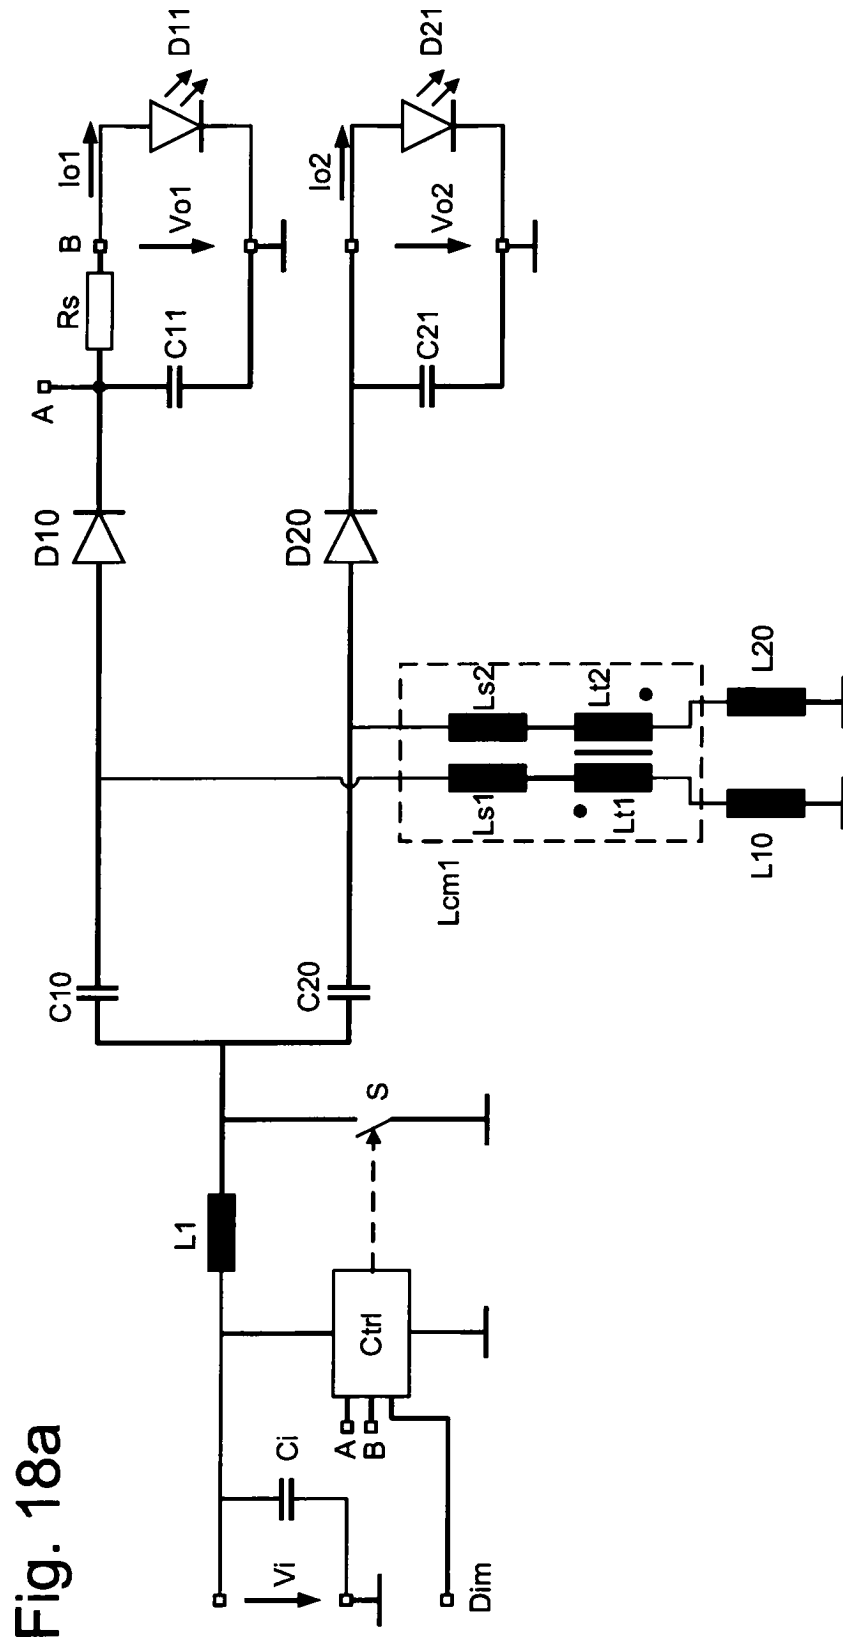 Fig. 18a
Vi
Ci
Dim
A
B
Ctrl
L1
S
C10
C20
Lcm1
Ls1
Ls2
Lt1
Lt2
L10
L20
D10
D20
A
Rs
B
C11
C21
Io1
Vo1
D11
Io2
Vo2
D21